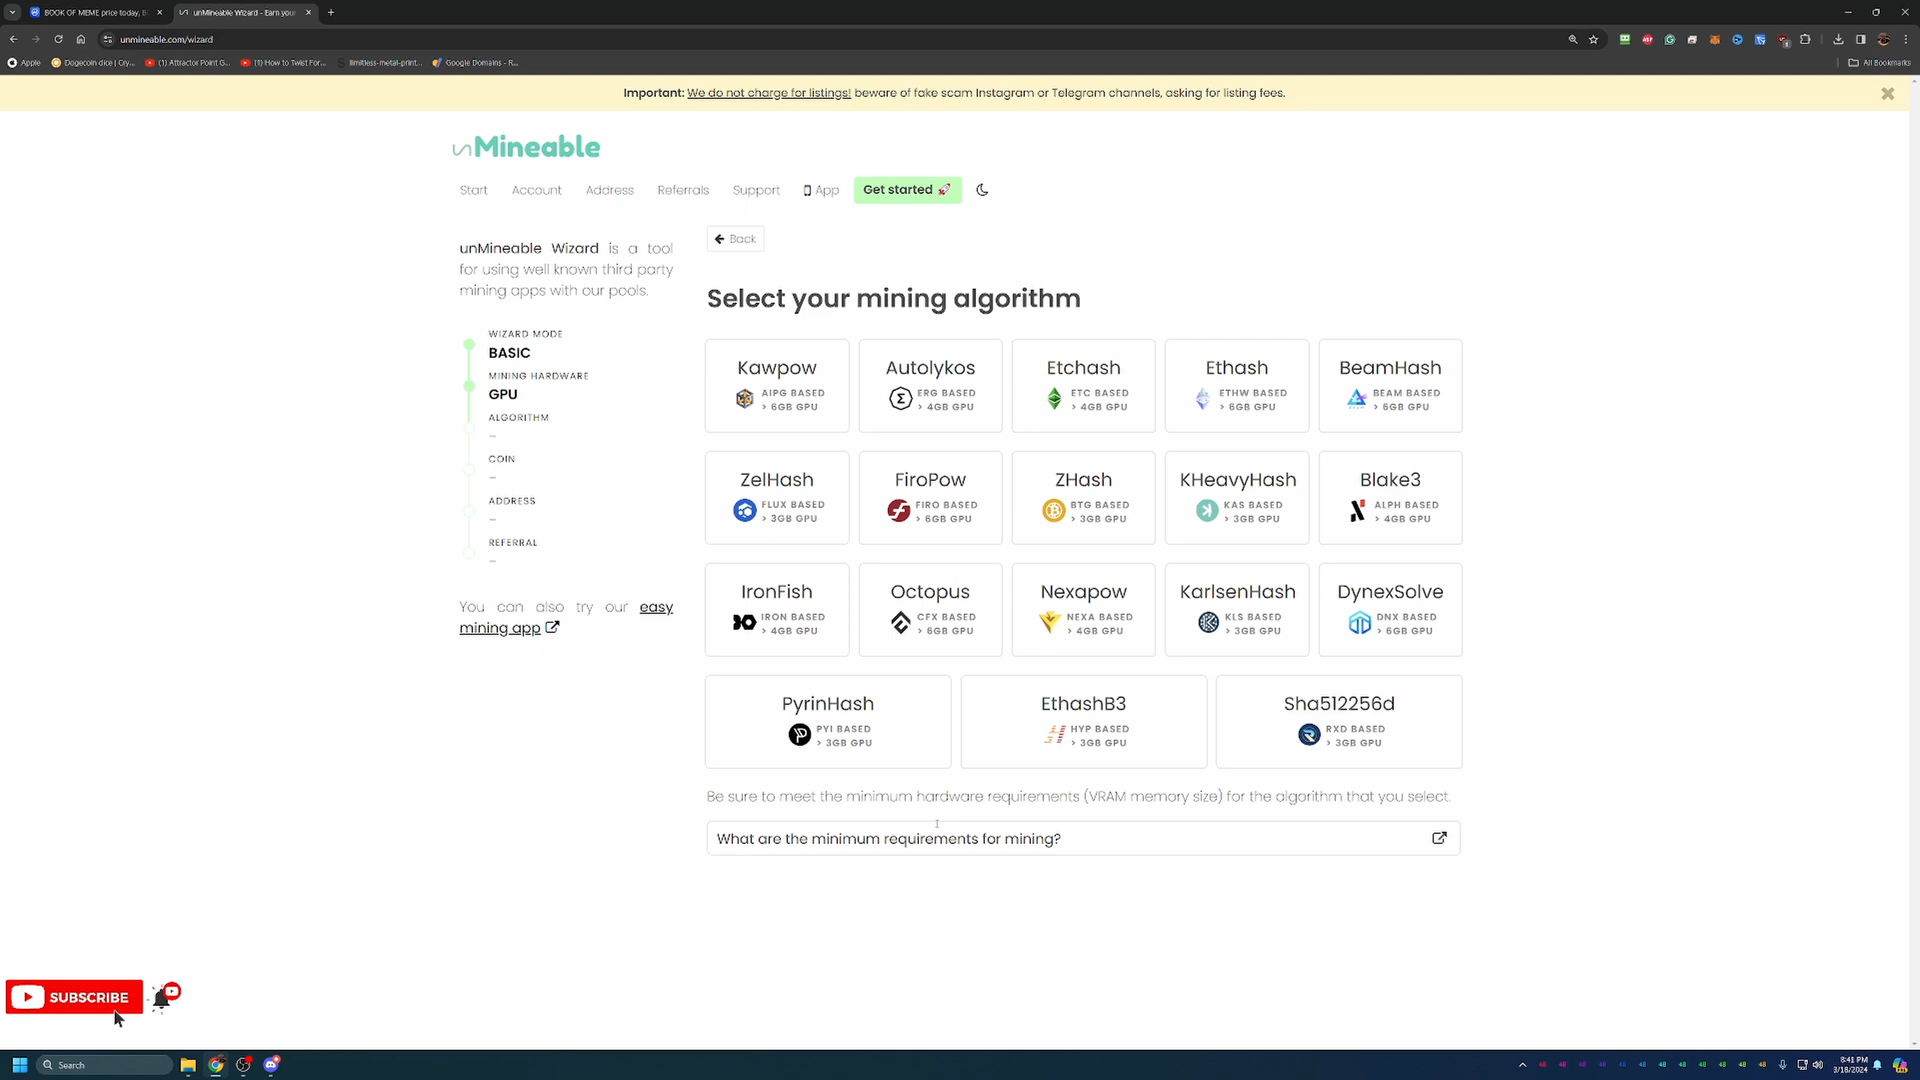 BOOK OF MEME price today, B
unMineable Wizard - Earn your
unmineable.com/wizard
Apple
Dogecoin dice | Cry...
(1) Attractor Point G...
(1) How to Twist For...
limitless-metal-print...
Google Domains - R...
All Bookmarks
Important: We do not charge for listings! beware of fake scam Instagram or Telegram channels, asking for listing fees.
unMineable
Start Account Address Referrals Support App Get started
Back
unMineable Wizard is a tool
for using well known third party
mining apps with our pools.
WIZARD MODE
BASIC
MINING HARDWARE
GPU
ALGORITHM
–
COIN
–
ADDRESS
–
REFERRAL
–
You can also try our easy
mining app
Select your mining algorithm
Kawpow
AIPG BASED
> 6GB GPU
Autolykos
ERG BASED
> 4GB GPU
Etchash
ETC BASED
> 4GB GPU
Ethash
ETHW BASED
> 6GB GPU
BeamHash
BEAM BASED
> 6GB GPU
ZelHash
FLUX BASED
> 3GB GPU
FiroPow
FIRO BASED
> 6GB GPU
ZHash
BTG BASED
> 3GB GPU
KHeavyHash
KAS BASED
> 3GB GPU
Blake3
ALPH BASED
> 4GB GPU
IronFish
IRON BASED
> 4GB GPU
Octopus
CFX BASED
> 6GB GPU
Nexapow
NEXA BASED
> 4GB GPU
KarlsenHash
KLS BASED
> 3GB GPU
DynexSolve
DNX BASED
> 6GB GPU
PyrinHash
PYI BASED
> 3GB GPU
EthashB3
HYP BASED
> 3GB GPU
Sha512256d
RXD BASED
> 3GB GPU
Be sure to meet the minimum hardware requirements (VRAM memory size) for the algorithm that you select.
What are the minimum requirements for mining?
SUBSCRIBE
Search
8:41 PM
3/18/2024